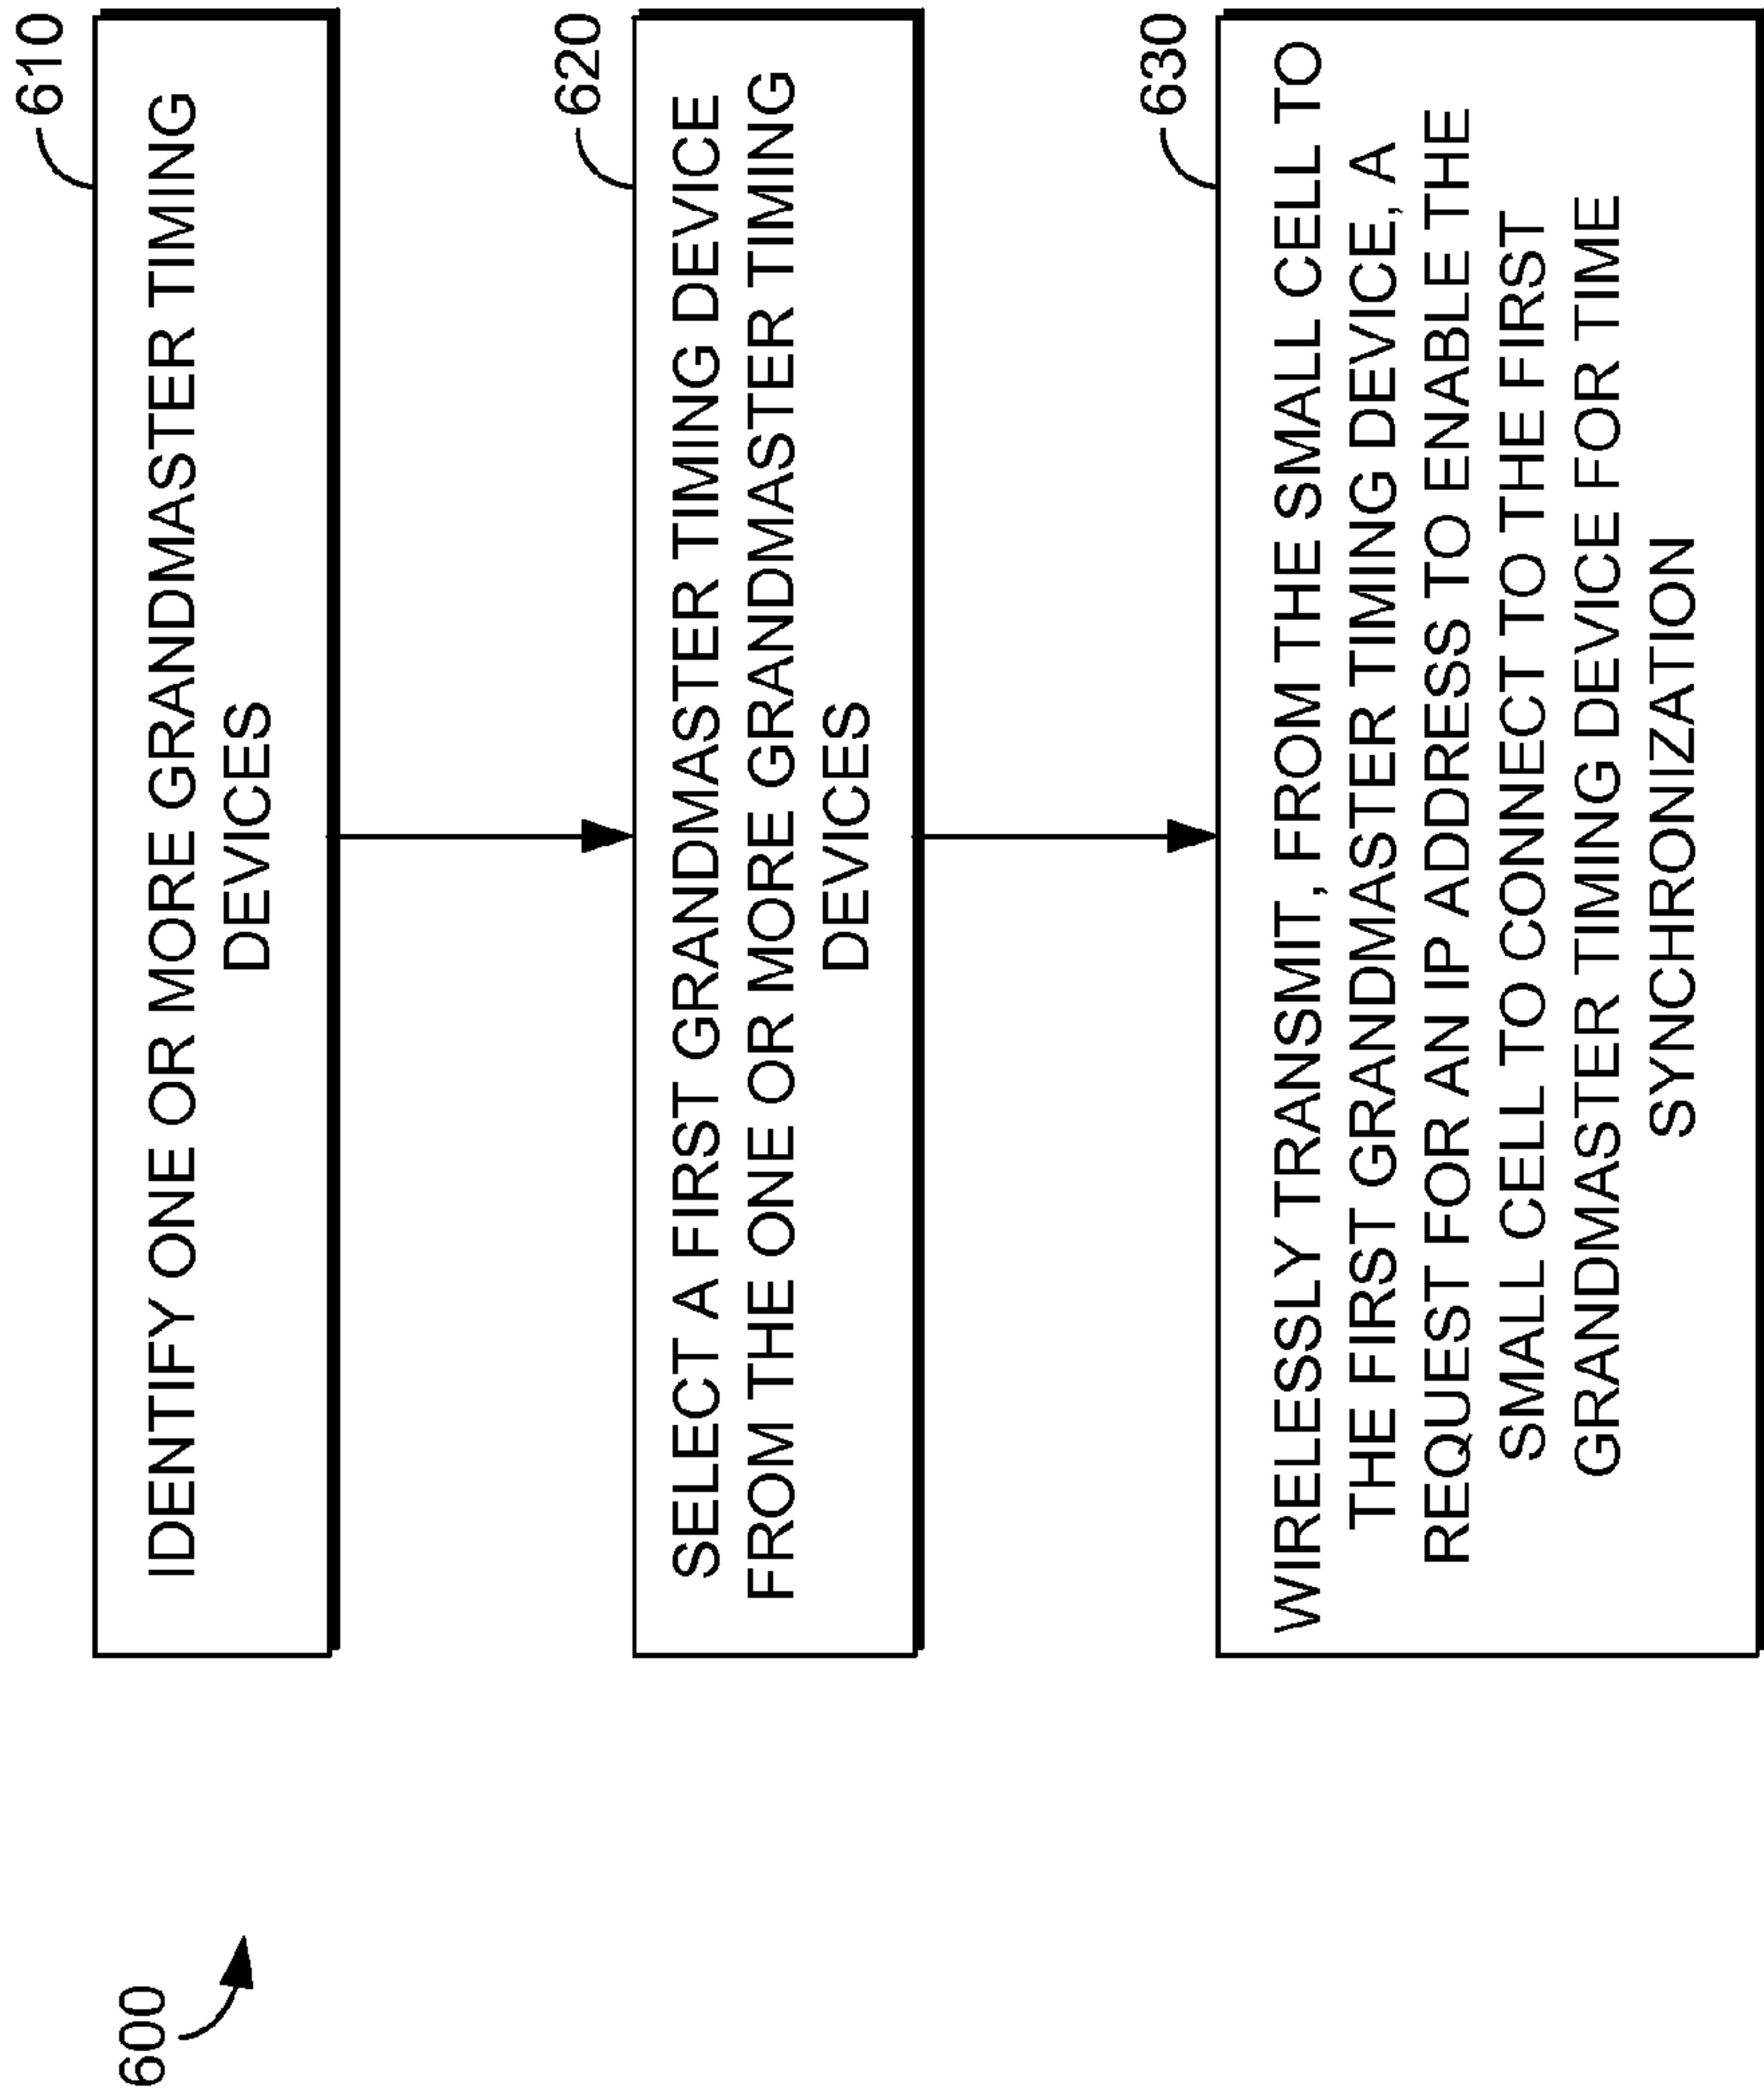 600
610
IDENTIFY ONE OR MORE GRANDMASTER TIMING
DEVICES
620
SELECT A FIRST GRANDMASTER TIMING DEVICE
FROM THE ONE OR MORE GRANDMASTER TIMING
DEVICES
630
WIRELESSLY TRANSMIT, FROM THE SMALL CELL TO
THE FIRST GRANDMASTER TIMING DEVICE, A
REQUEST FOR AN IP ADDRESS TO ENABLE THE
SMALL CELL TO CONNECT TO THE FIRST
GRANDMASTER TIMING DEVICE FOR TIME
SYNCHRONIZATION